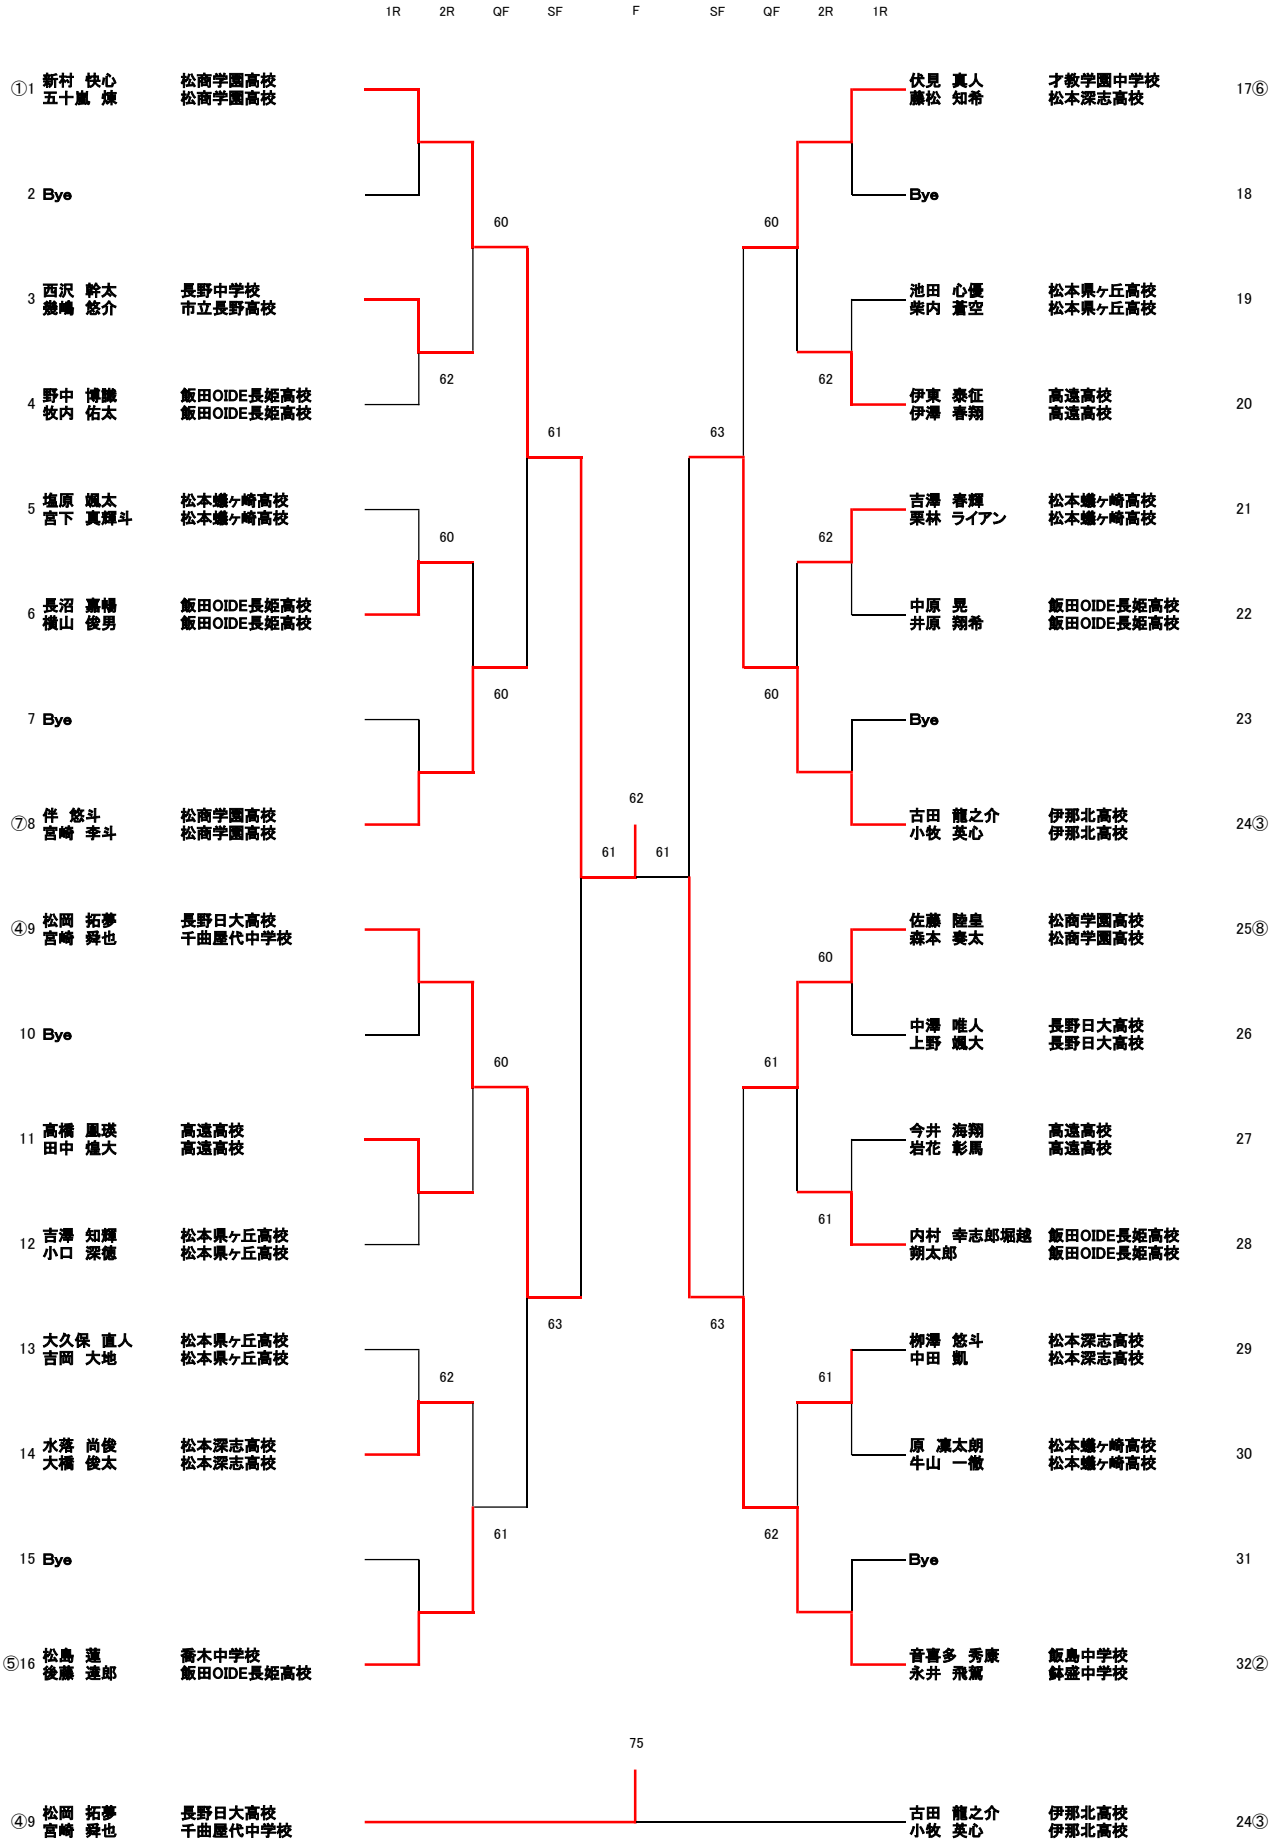 1R 2R QF SF F SF QF 2R 1R
①1 新村 快心 松商学園高校 伏見 真人 才教学園中学校 17⑥
五十嵐 煉 松商学園高校 藤松 知希 松本深志高校
2 Bye Bye 18
60 60
3 西沢 幹太 長野中学校 池田 心優 松本県ヶ丘高校 19
幾嶋 悠介 市立長野高校 柴内 蒼空 松本県ヶ丘高校
62 62
4 野中 博識 飯田OIDE長姫高校 伊東 泰征 高遠高校 20
牧内 佑太 飯田OIDE長姫高校 伊澤 春翔 高遠高校
61 63
5 塩原 颯太 松本蟻ヶ崎高校 吉澤 春輝 松本蟻ヶ崎高校 21
宮下 真輝斗 松本蟻ヶ崎高校 栗林 ライアン 松本蟻ヶ崎高校
60 62
6 長沼 嘉暢 飯田OIDE長姫高校 中原 晃 飯田OIDE長姫高校 22
横山 俊男 飯田OIDE長姫高校 井原 翔希 飯田OIDE長姫高校
60 60
7 Bye Bye 23
62
⑦8 伴 悠斗 松商学園高校 古田 龍之介 伊那北高校 24③
宮崎 李斗 松商学園高校 小牧 英心 伊那北高校
61 61
④9 松岡 拓夢 長野日大高校 佐藤 陸皇 松商学園高校 25⑧
宮崎 舜也 千曲屋代中学校 森本 奏太 松商学園高校
60
10 Bye 中澤 唯人 長野日大高校 26
上野 颯大 長野日大高校
60 61
11 高橋 凰瑛 高遠高校 今井 海翔 高遠高校 27
田中 煌大 高遠高校 岩花 彰馬 高遠高校
61
12 吉澤 知輝 松本県ヶ丘高校 内村 幸志郎堀越 飯田OIDE長姫高校 28
小口 深徳 松本県ヶ丘高校 朔太郎 飯田OIDE長姫高校
63 63
13 大久保 直人 松本県ヶ丘高校 柳澤 悠斗 松本深志高校 29
吉岡 大地 松本県ヶ丘高校 中田 凱 松本深志高校
62 61
14 水落 尚俊 松本深志高校 原 凜太朗 松本蟻ヶ崎高校 30
大橋 俊太 松本深志高校 牛山 一徹 松本蟻ヶ崎高校
61 62
15 Bye Bye 31
⑤16 松島 蓮 喬木中学校 音喜多 秀康 飯島中学校 32②
後藤 達郎 飯田OIDE長姫高校 永井 飛駕 鉢盛中学校
75
④9 松岡 拓夢 長野日大高校 古田 龍之介 伊那北高校 24③
宮崎 舜也 千曲屋代中学校 小牧 英心 伊那北高校